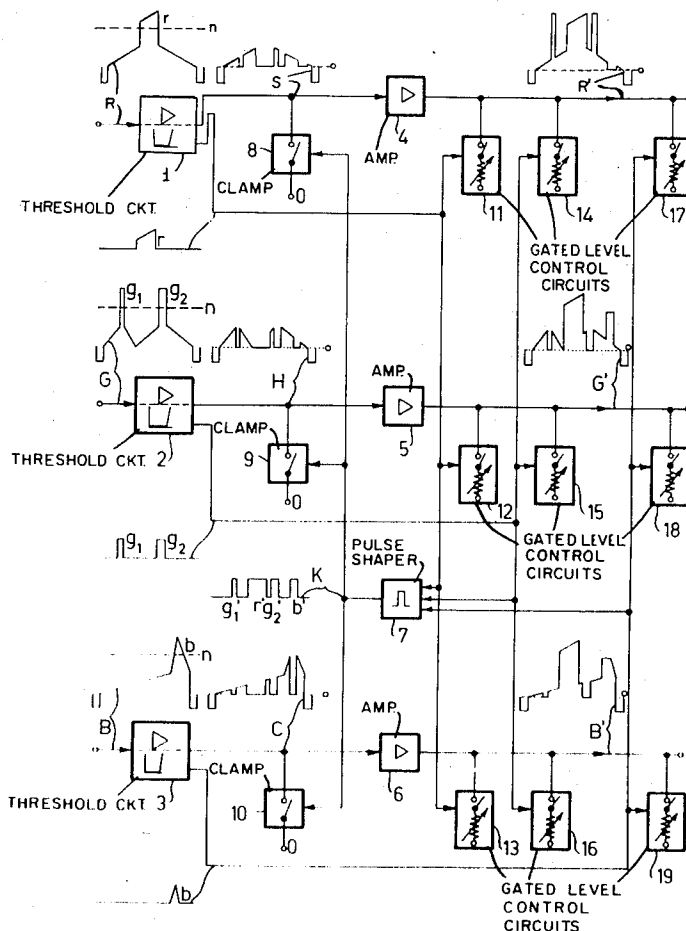 r
n
R
S
R'
1
THRESHOLD CKT.
r
8
CLAMP
0
AMP.
4
11
14
17
GATED LEVEL
CONTROL
CIRCUITS
g1
g2
n
G
H
G'
THRESHOLD CKT. 2
CLAMP
9
0
AMP.
5
12
15
18
GATED LEVEL
CONTROL
CIRCUITS
g1
g2
PULSE
SHAPER
7
K
g1' r' g2' b'
b
n
B
C
B'
THRESHOLD CKT. 3
CLAMP
10
0
AMP.
6
13
16
19
GATED LEVEL
CONTROL
CIRCUITS
b